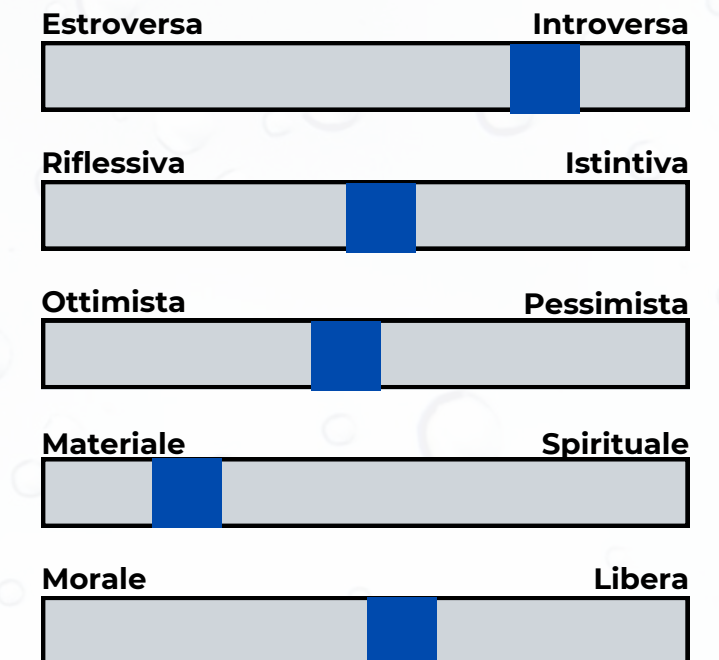 Estroversa Introversa
Riflessiva Istintiva
Ottimista Pessimista
Materiale Spirituale
Morale Libera